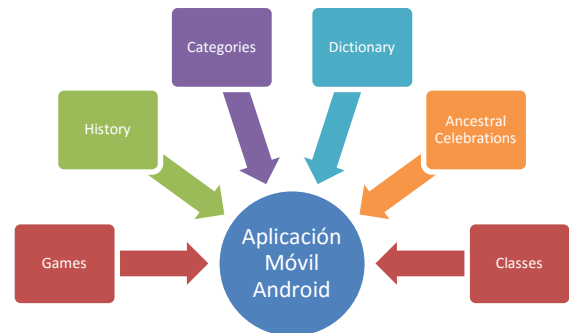 Categories
Dictionary
History
Ancestral
Celebrations
Games
Aplicación
Móvil
Android
Classes